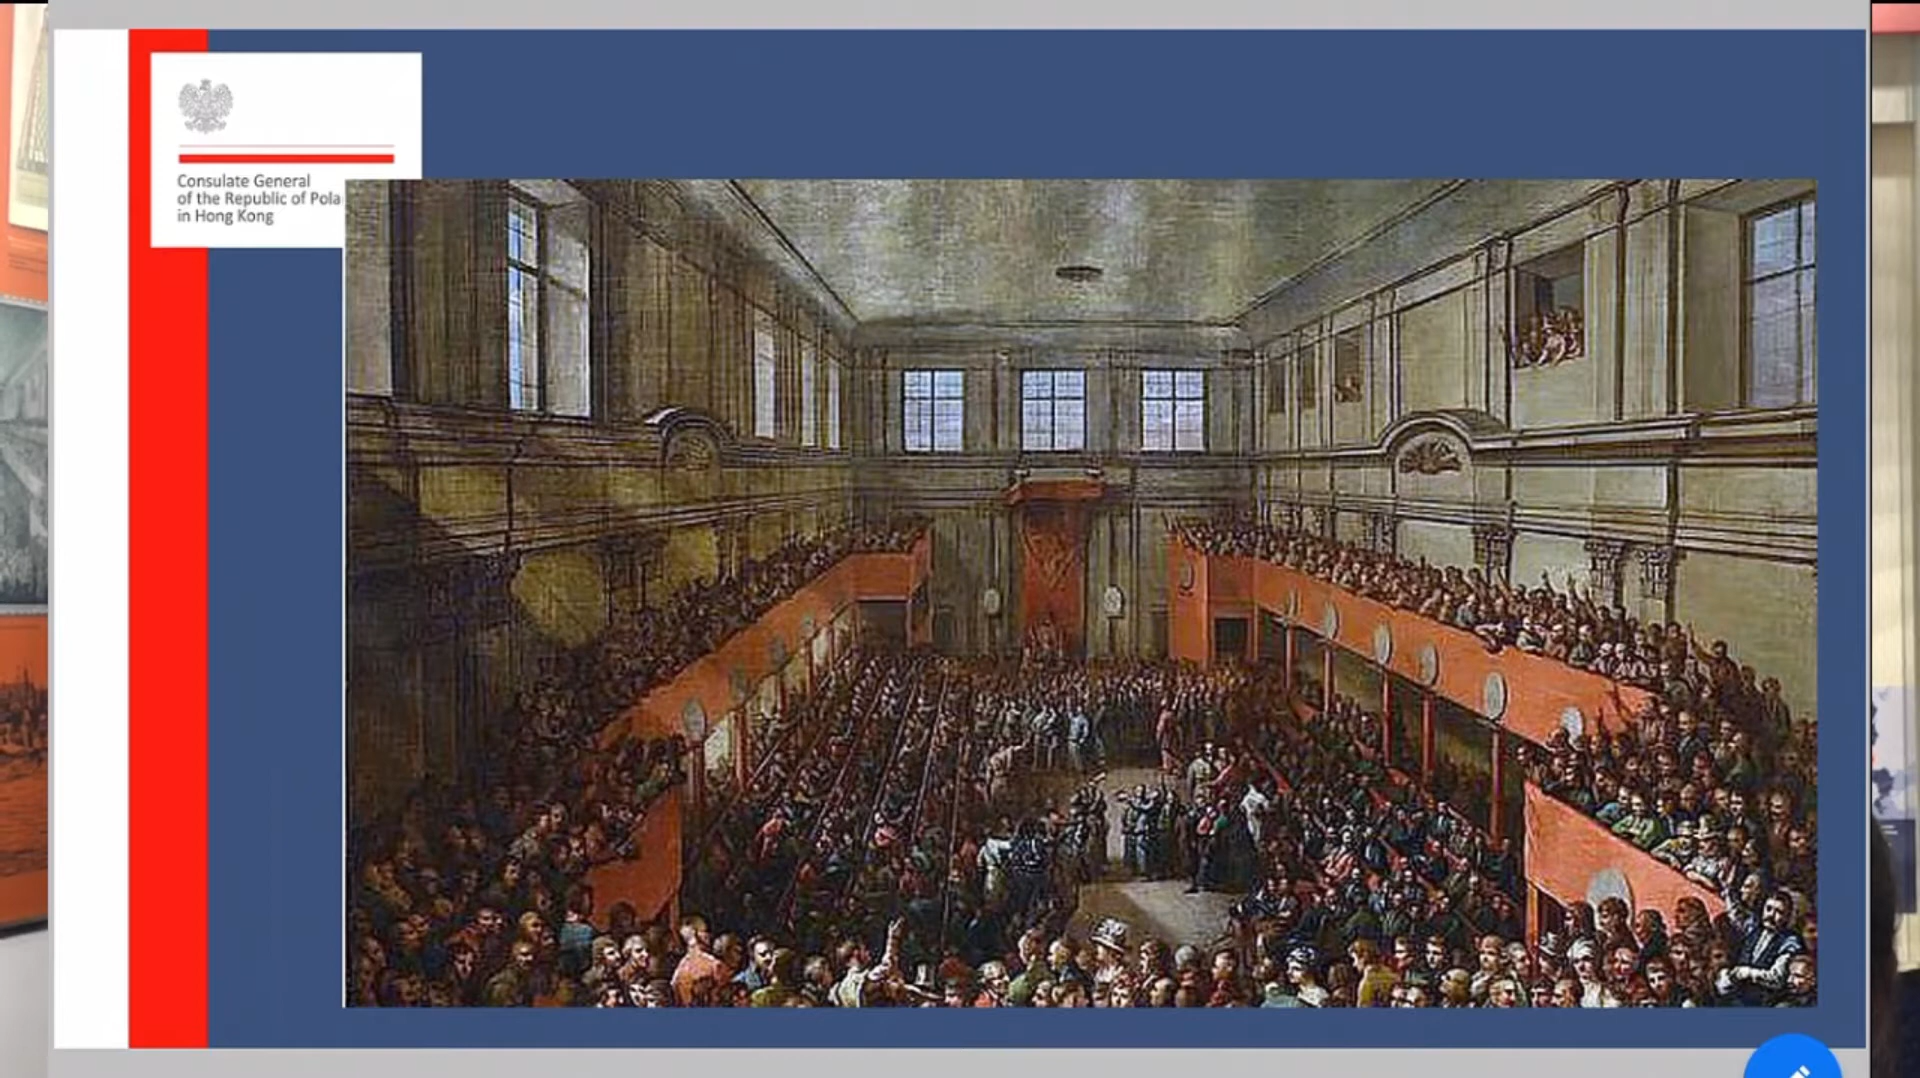 Consulate General
of the Republic of Pola
in Hong Kong